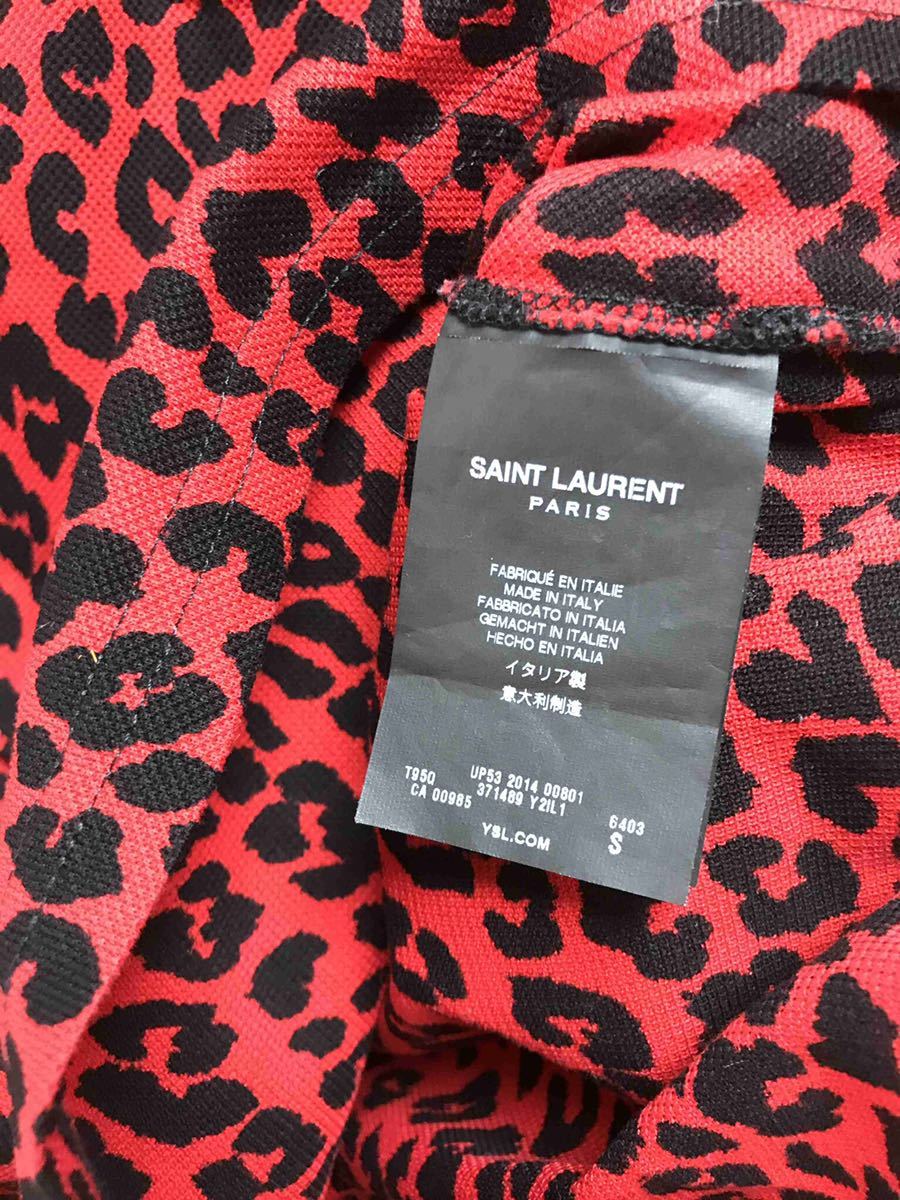 SAINT LAURENT
PARIS
FABRIQUÉ EN ITALIE
MADE IN ITALY
FABBRICATO IN ITALIA
GEMACHT IN ITALIEN
HECHO EN ITALIA
イタリア製
意大利制造
T95Q UP53 2014 00801
CA 00985 371489 Y2IL1
6403
YSL.COM S